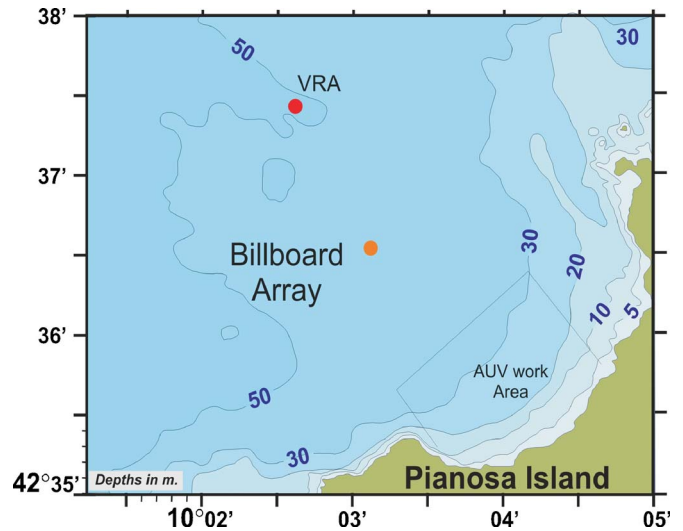 38’
50
30
VRA
37’
Billboard
Array
30
20
10
5
36’
AUV work
Area
50
30
42°35’
Depths in m.
Pianosa Island
10°02’
03’
04’
05’